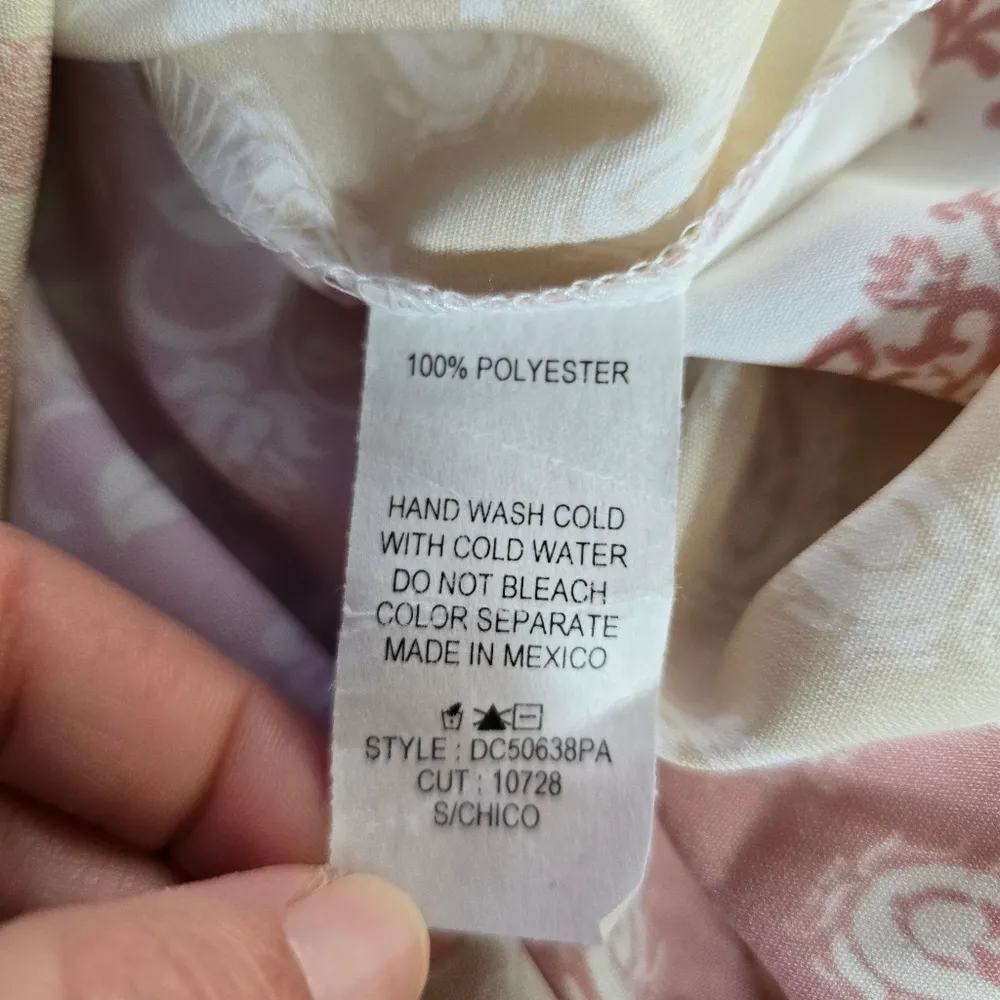 100% POLYESTER
HAND WASH COLD
WITH COLD WATER
DO NOT BLEACH
COLOR SEPARATE
MADE IN MEXICO
STYLE : DC50638PA
CUT : 10728
S/CHICO